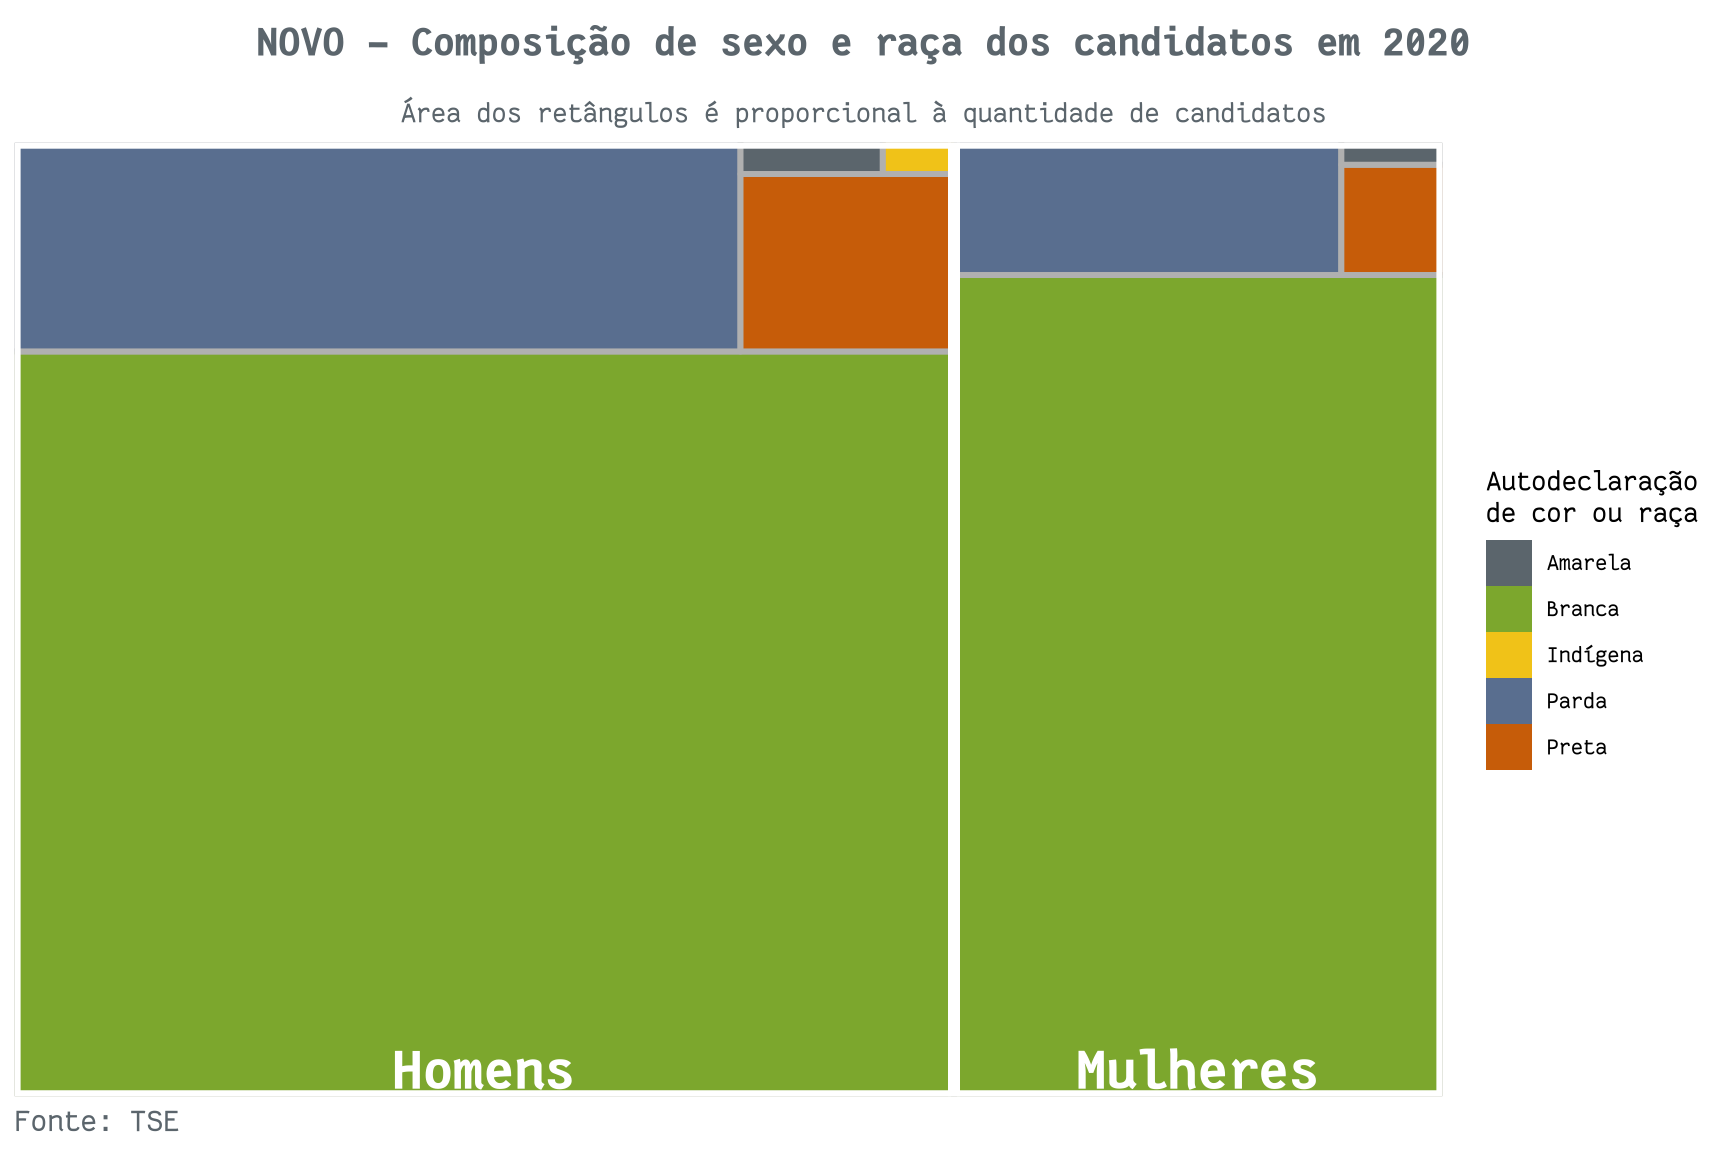 NOVO – Composição de sexo e raça dos candidatos em 2020
Área dos retângulos é proporcional à quantidade de candidatos
Homens
Mulheres
Autodeclaração
de cor ou raça
Amarela
Branca
Indígena
Parda
Preta
Fonte: TSE